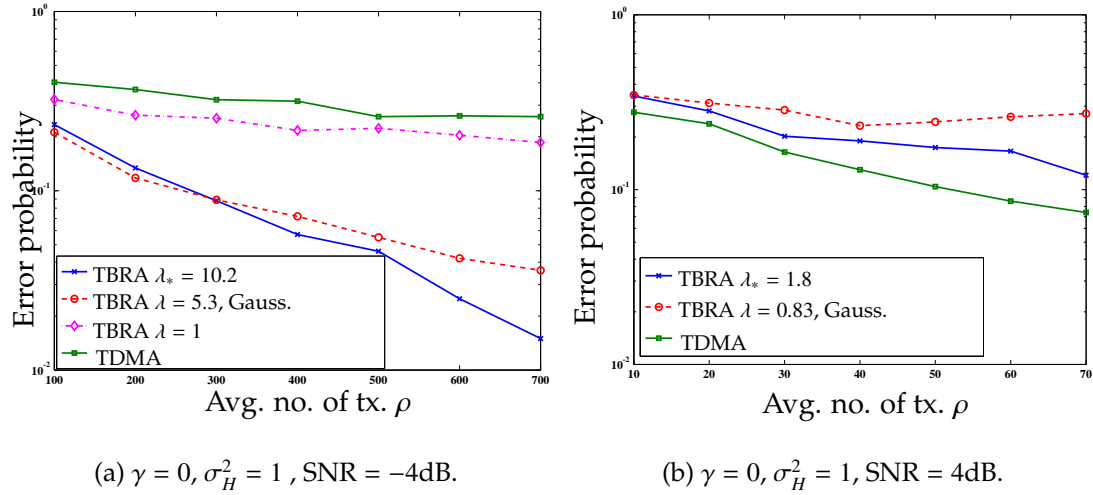 10^0
10^-1
10^-2
Error probability
TBRA λ_* = 10.2
TBRA λ = 5.3, Gauss.
TBRA λ = 1
TDMA
100 200 300 400 500 600 700
Avg. no. of tx. ρ
(a) γ = 0, σ_H^2 = 1 , SNR = −4dB.
10^0
10^-1
10^-2
Error probability
TBRA λ_* = 1.8
TBRA λ = 0.83, Gauss.
TDMA
10 20 30 40 50 60 70
Avg. no. of tx. ρ
(b) γ = 0, σ_H^2 = 1, SNR = 4dB.